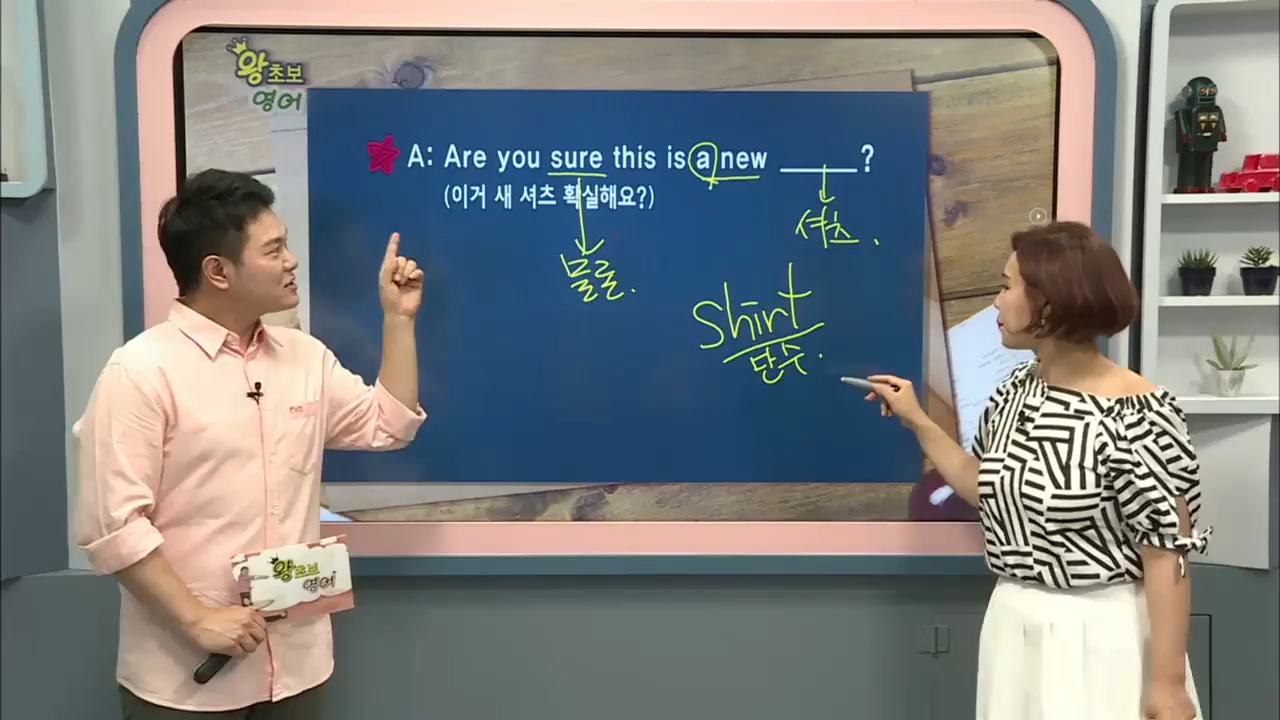 왕초보
영어
A: Are you sure this is a new ______?
(이거 새 셔츠 확실해요?)
셔츠.
물론.
Shirt
단수.
왕초보
영어